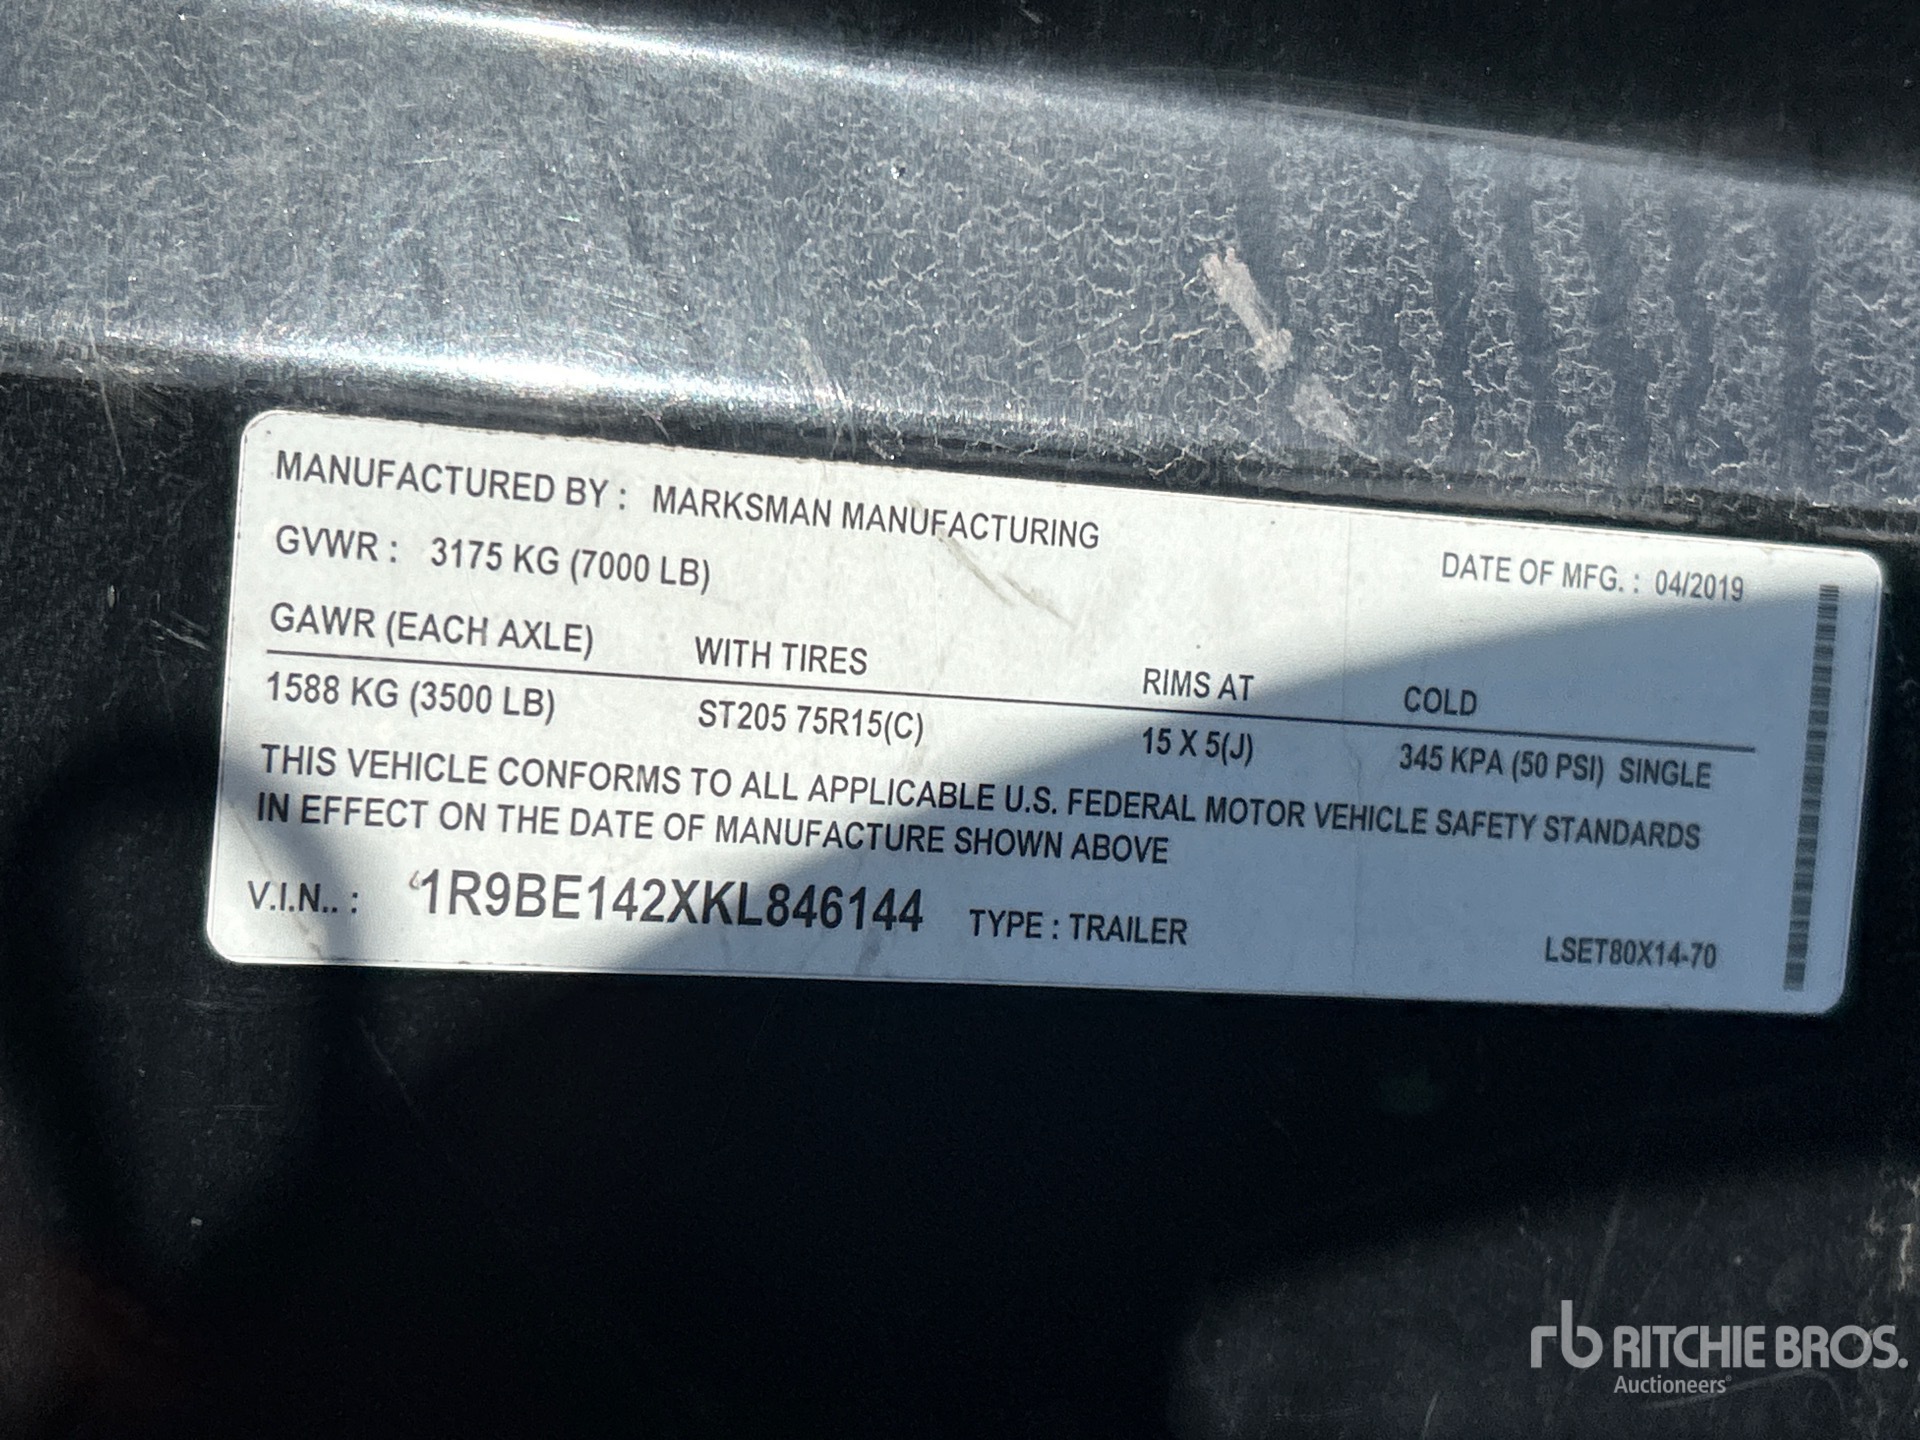 MANUFACTURED BY : MARKSMAN MANUFACTURING
GVWR : 3175 KG (7000 LB)
DATE OF MFG. : 04/2019
GAWR (EACH AXLE) WITH TIRES RIMS AT COLD
1588 KG (3500 LB) ST205 75R15(C) 15 X 5(J) 345 KPA (50 PSI) SINGLE
THIS VEHICLE CONFORMS TO ALL APPLICABLE U.S. FEDERAL MOTOR VEHICLE SAFETY STANDARDS
IN EFFECT ON THE DATE OF MANUFACTURE SHOWN ABOVE
V.I.N.. : 1R9BE142XKL846144 TYPE : TRAILER LSET80X14-70
rb RITCHIE BROS.
Auctioneers